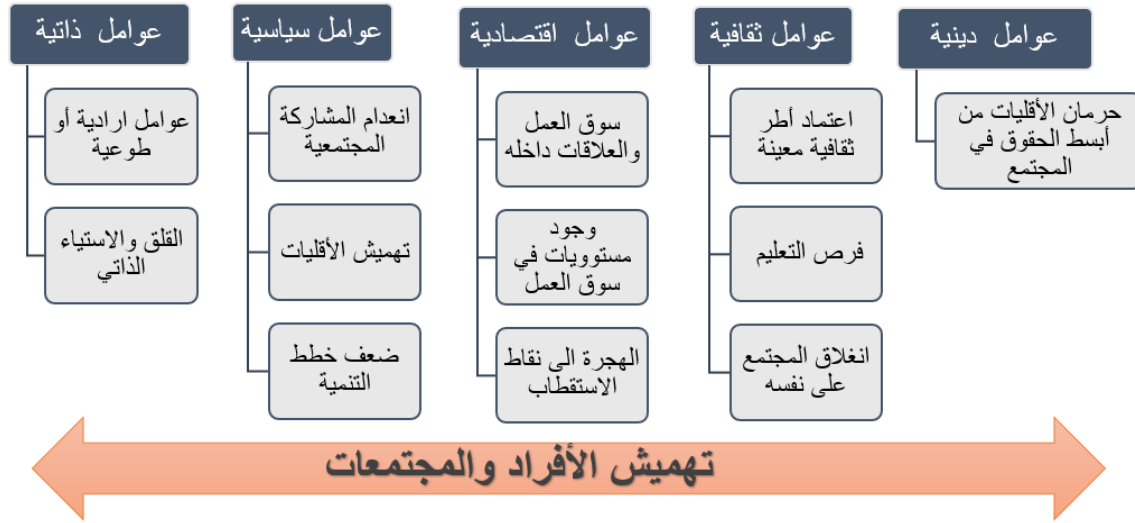 عوامل دينية
حرمان الأقليات من
أبسط الحقوق في
المجتمع
عوامل ثقافية
اعتماد أطر
ثقافية معينة
فرص التعليم
انغلاق المجتمع
على نفسه
عوامل اقتصادية
سوق العمل
والعلاقات داخله
وجود
مستوويات في
سوق العمل
الهجرة الى نقاط
الاستقطاب
عوامل سياسية
انعدام المشاركة
المجتمعية
تهميش الأقليات
ضعف خطط
التنمية
عوامل ذاتية
عوامل ارادية أو
طوعية
القلق والاستياء
الذاتي
تهميش الأفراد والمجتمعات